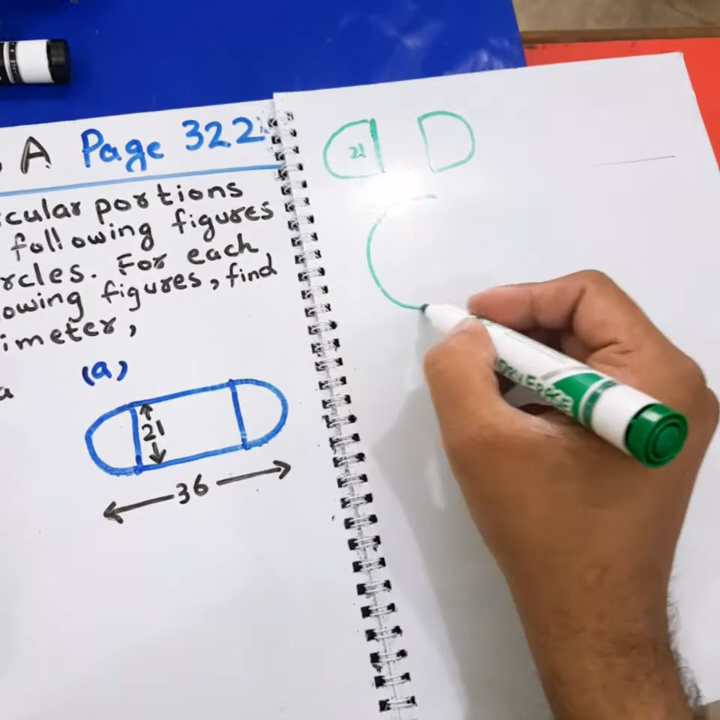 A Page 322
cular portions
following figures
rcles. For each
owing figures, find
imeter,
(a)
21
36
21